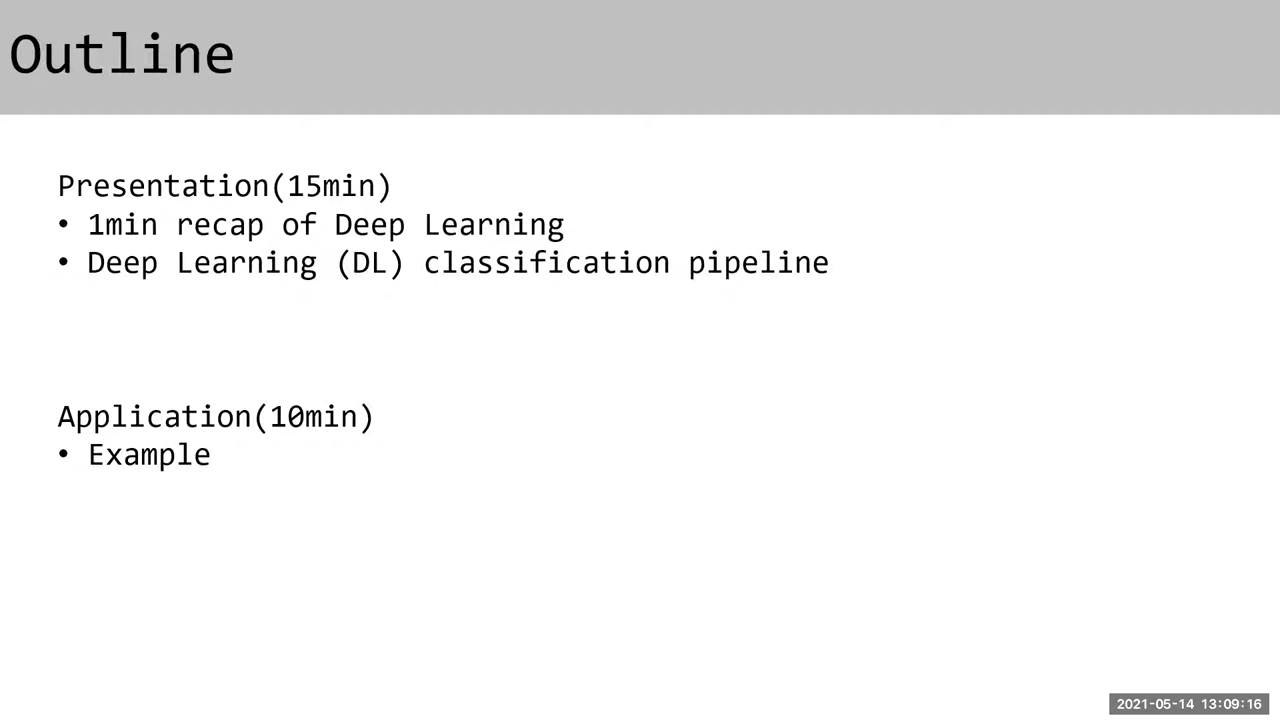 Outline
Presentation(15min)
• 1min recap of Deep Learning
• Deep Learning (DL) classification pipeline
Application(10min)
• Example
2021-05-14 13:09:16